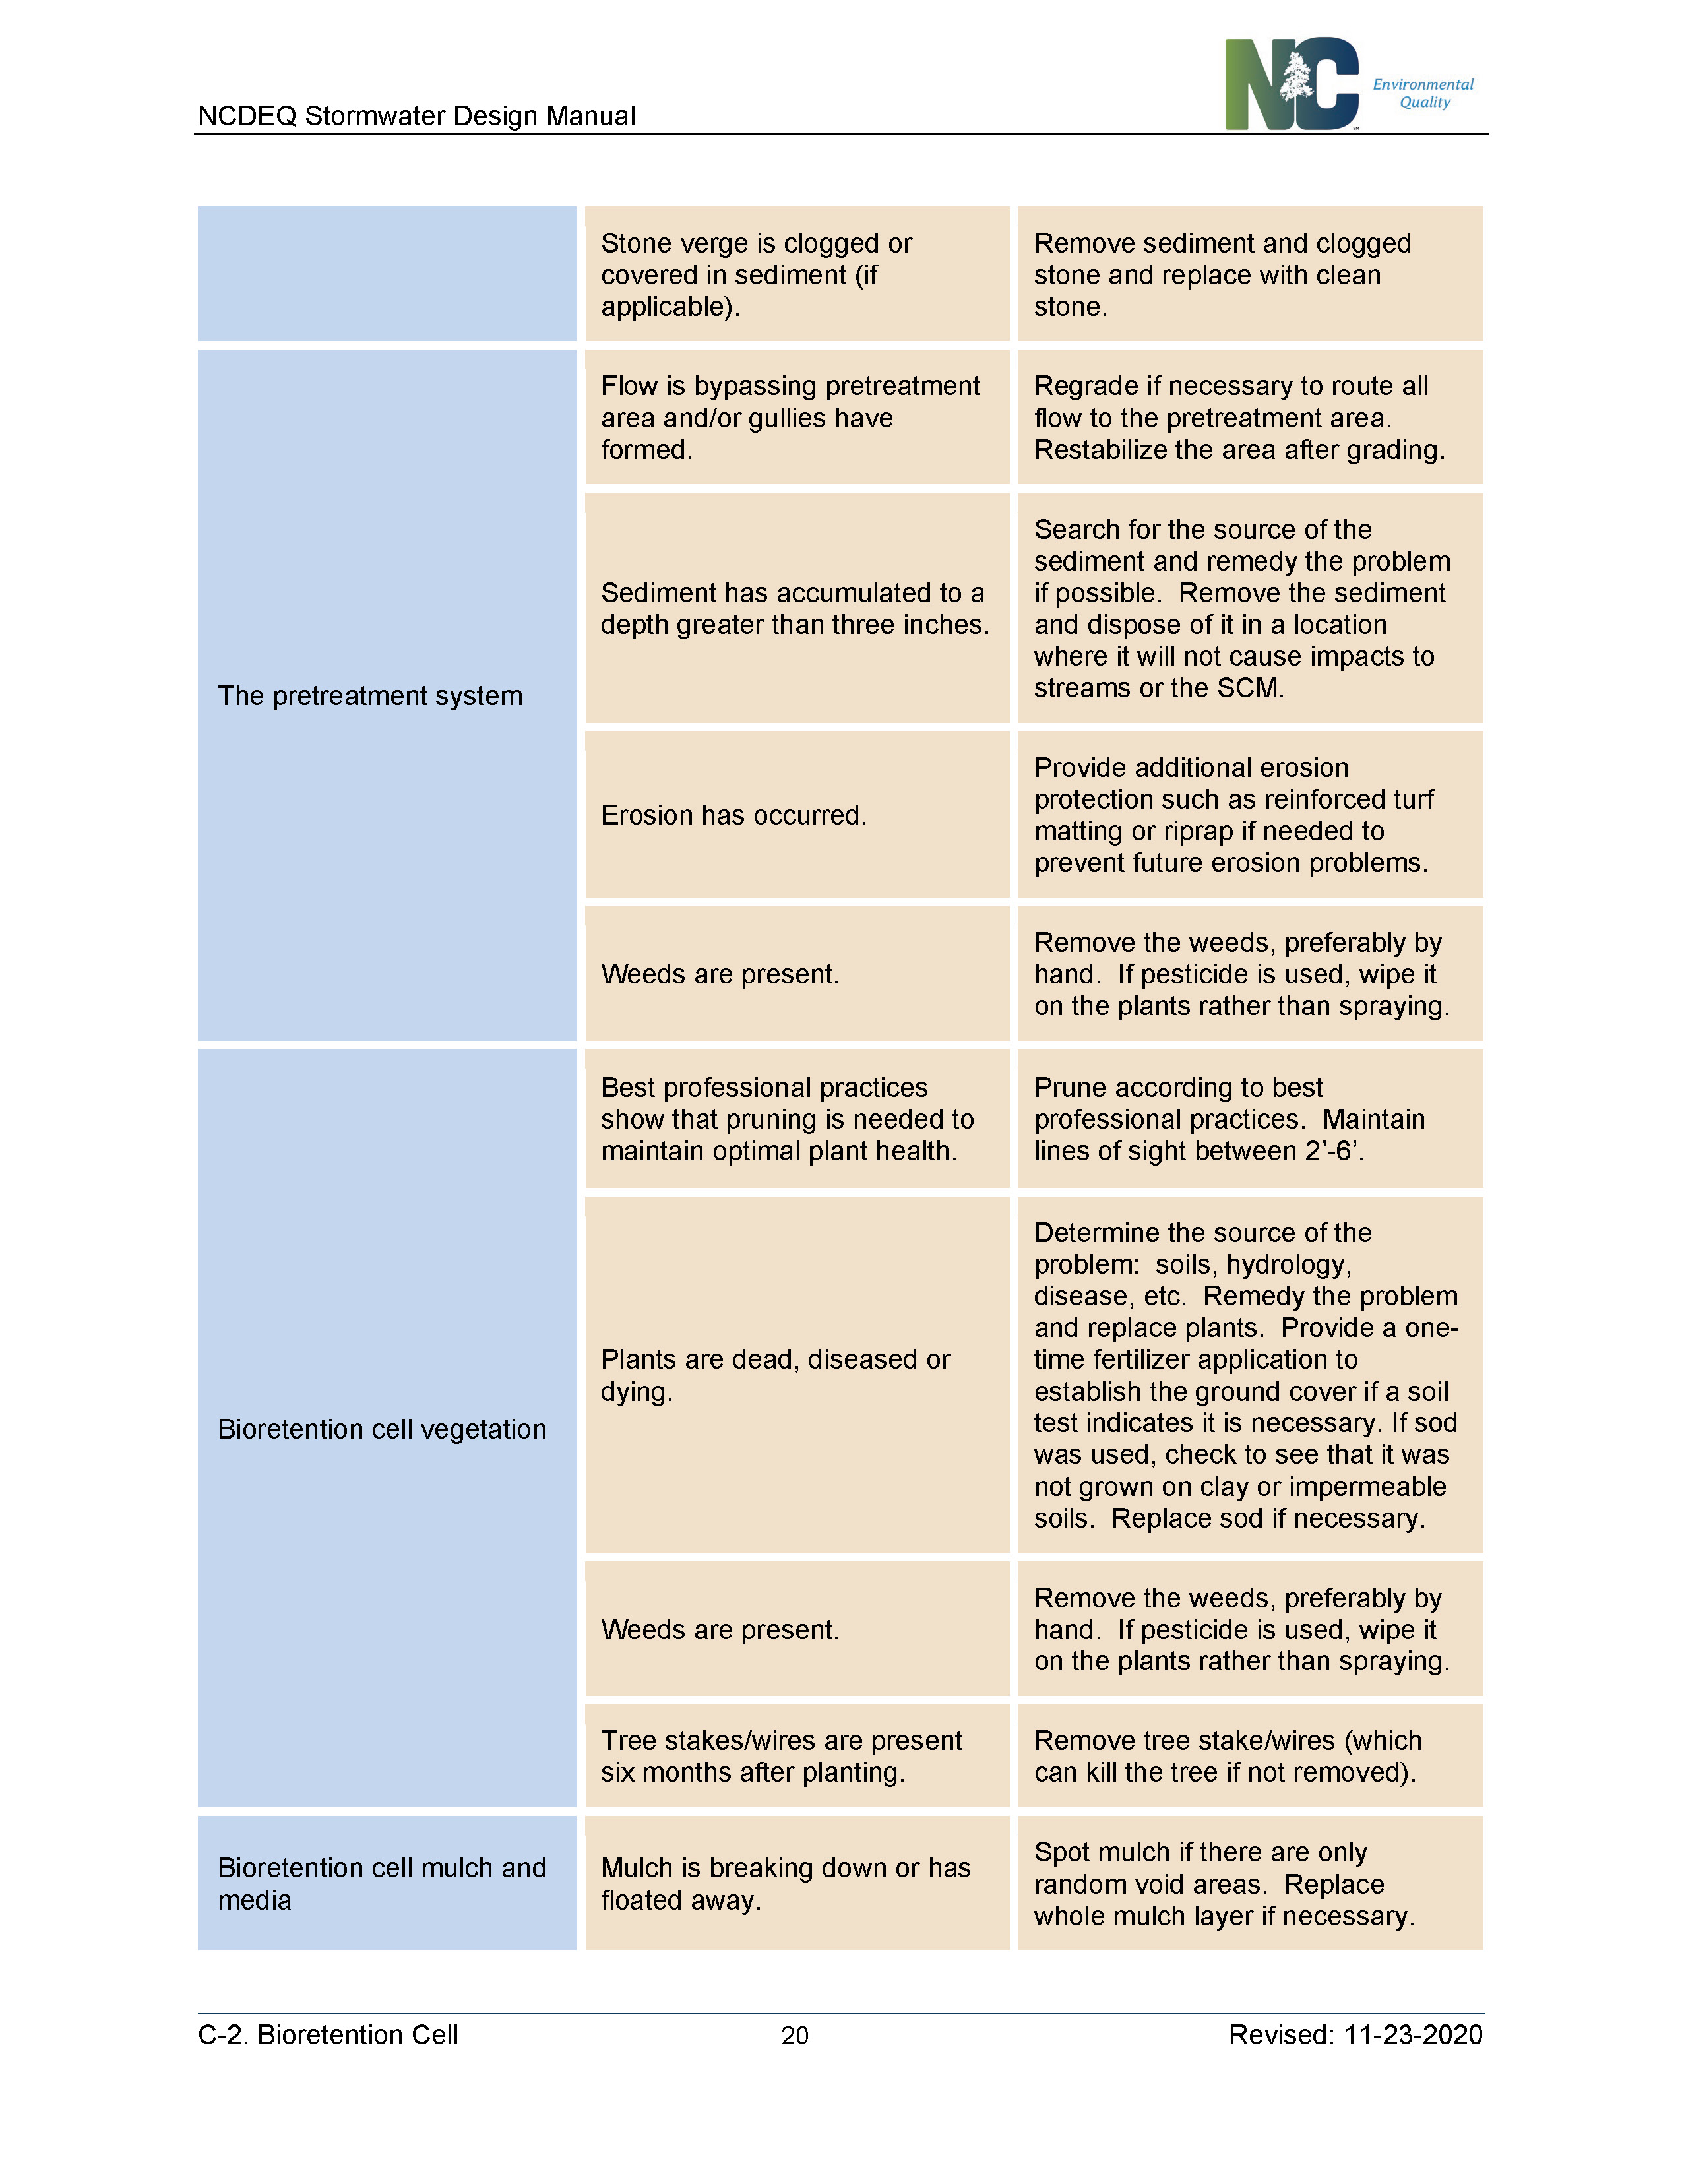 NCDEQ Stormwater Design Manual
NC
Environmental
Quality
SM
Stone verge is clogged or
covered in sediment (if
applicable).
Remove sediment and clogged
stone and replace with clean
stone.
The pretreatment system
Flow is bypassing pretreatment
area and/or gullies have
formed.
Regrade if necessary to route all
flow to the pretreatment area.
Restabilize the area after grading.
Sediment has accumulated to a
depth greater than three inches.
Search for the source of the
sediment and remedy the problem
if possible.  Remove the sediment
and dispose of it in a location
where it will not cause impacts to
streams or the SCM.
Erosion has occurred.
Provide additional erosion
protection such as reinforced turf
matting or riprap if needed to
prevent future erosion problems.
Weeds are present.
Remove the weeds, preferably by
hand.  If pesticide is used, wipe it
on the plants rather than spraying.
Bioretention cell vegetation
Best professional practices
show that pruning is needed to
maintain optimal plant health.
Prune according to best
professional practices.  Maintain
lines of sight between 2’-6’.
Plants are dead, diseased or
dying.
Determine the source of the
problem:  soils, hydrology,
disease, etc.  Remedy the problem
and replace plants.  Provide a one-
time fertilizer application to
establish the ground cover if a soil
test indicates it is necessary. If sod
was used, check to see that it was
not grown on clay or impermeable
soils.  Replace sod if necessary.
Weeds are present.
Remove the weeds, preferably by
hand.  If pesticide is used, wipe it
on the plants rather than spraying.
Tree stakes/wires are present
six months after planting.
Remove tree stake/wires (which
can kill the tree if not removed).
Bioretention cell mulch and
media
Mulch is breaking down or has
floated away.
Spot mulch if there are only
random void areas.  Replace
whole mulch layer if necessary.
C-2. Bioretention Cell
20
Revised: 11-23-2020